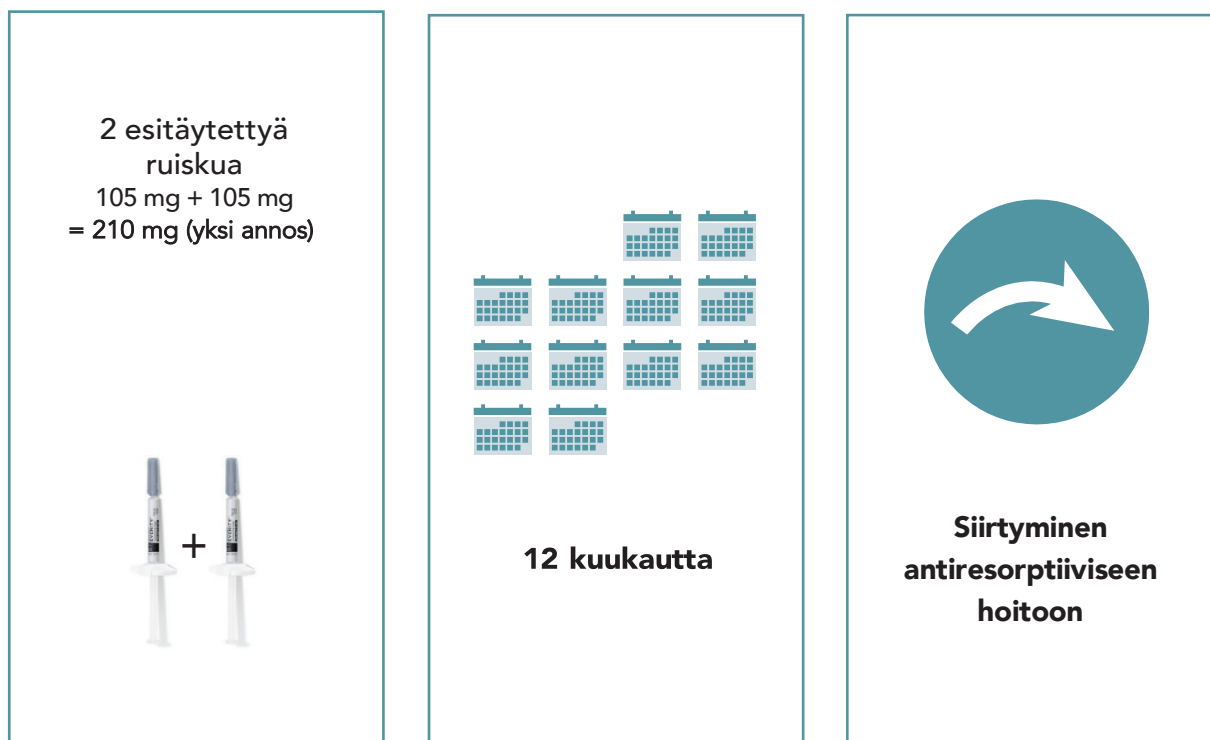 2 esitäytettyä
ruiskua
105 mg + 105 mg
= 210 mg (yksi annos)
+
12 kuukautta
Siirtyminen
antiresorptiiviseen
hoitoon